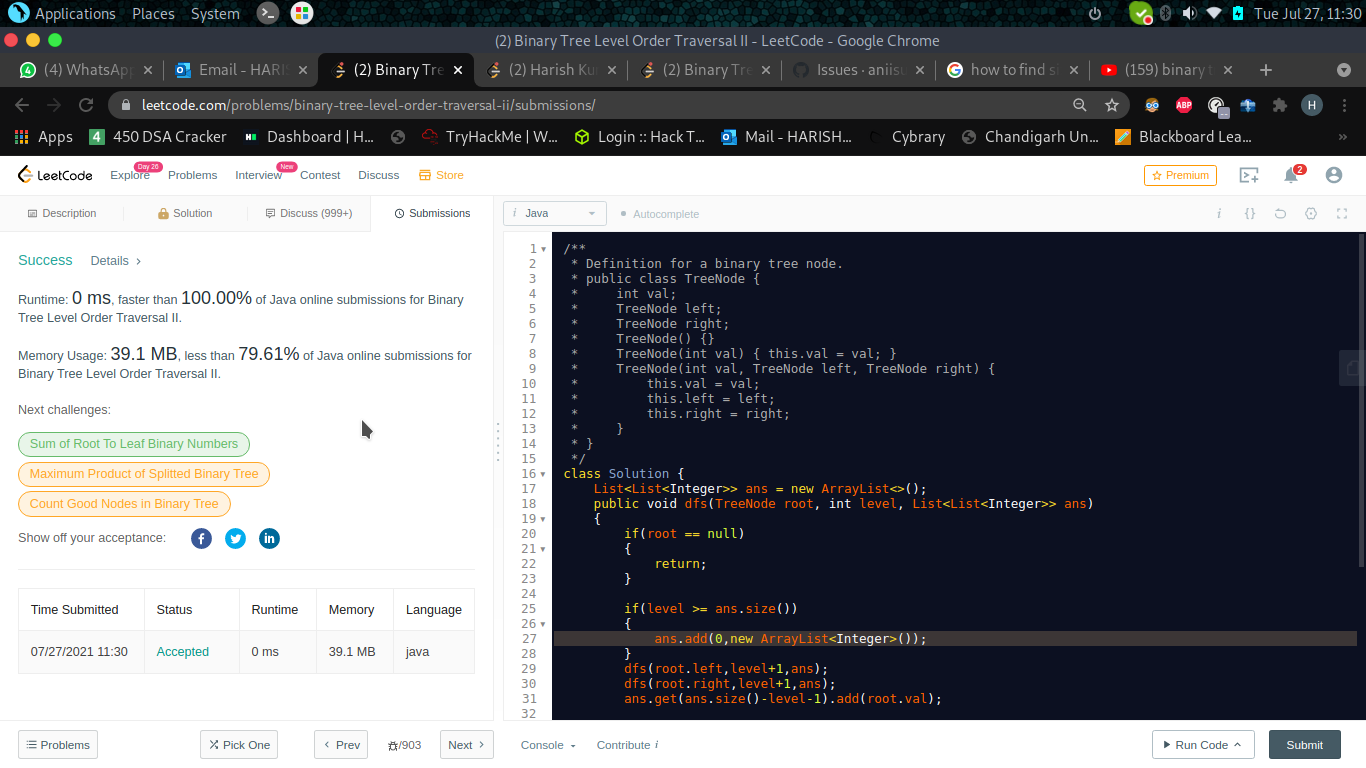 Applications Places System Tue Jul 27, 11:30
(2) Binary Tree Level Order Traversal II - LeetCode - Google Chrome
(4) WhatsApp Email - HARIS (2) Binary Tre (2) Harish Ku (2) Binary Tre Issues · aniisu how to find si (159) binary t
leetcode.com/problems/binary-tree-level-order-traversal-ii/submissions/ ABP H
Apps 4 450 DSA Cracker Dashboard | H... TryHackMe | W... Login :: Hack T... Mail - HARISH... Cybrary Chandigarh Un... Blackboard Lea... »
LeetCode Explore Day 26 Problems Interview New Contest Discuss Store Premium 2
Description Solution Discuss (999+) Submissions
i Java Autocomplete i {}
Success Details >
Runtime: 0 ms, faster than 100.00% of Java online submissions for Binary
Tree Level Order Traversal II.
Memory Usage: 39.1 MB, less than 79.61% of Java online submissions for
Binary Tree Level Order Traversal II.
Next challenges:
Sum of Root To Leaf Binary Numbers
Maximum Product of Splitted Binary Tree
Count Good Nodes in Binary Tree
Show off your acceptance:
Time Submitted Status Runtime Memory Language
07/27/2021 11:30 Accepted 0 ms 39.1 MB java
1 /**
2 * Definition for a binary tree node.
3 * public class TreeNode {
4 * int val;
5 * TreeNode left;
6 * TreeNode right;
7 * TreeNode() {}
8 * TreeNode(int val) { this.val = val; }
9 * TreeNode(int val, TreeNode left, TreeNode right) {
10 * this.val = val;
11 * this.left = left;
12 * this.right = right;
13 * }
14 * }
15 */
16 class Solution {
17 List<List<Integer>> ans = new ArrayList<>();
18 public void dfs(TreeNode root, int level, List<List<Integer>> ans)
19 {
20 if(root == null)
21 {
22 return;
23 }
24
25 if(level >= ans.size())
26 {
27 ans.add(0,new ArrayList<Integer>());
28 }
29 dfs(root.left,level+1,ans);
30 dfs(root.right,level+1,ans);
31 ans.get(ans.size()-level-1).add(root.val);
32
Problems Pick One < Prev /903 Next > Console Contribute i Run Code Submit